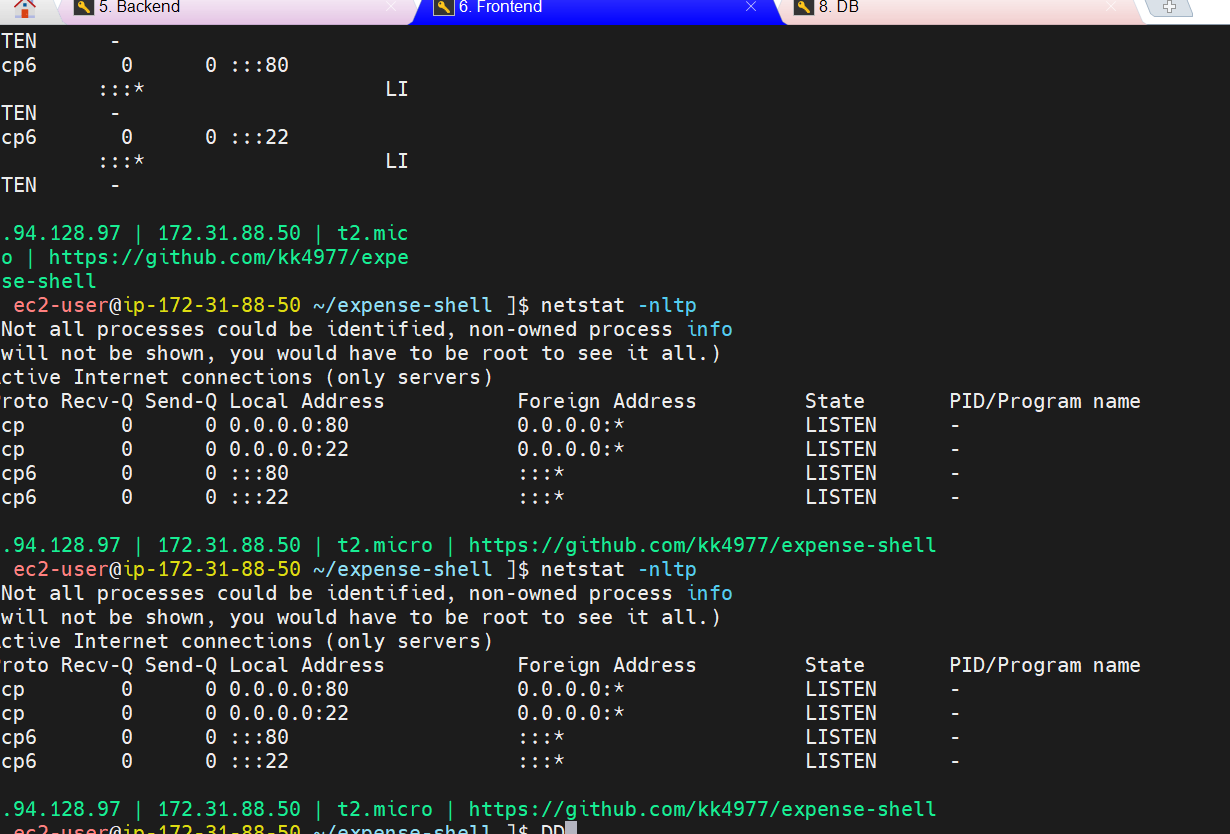 5. Backend 6. Frontend 8. DB
TEN -
cp6 0 0 :::80
:::* LI
TEN -
cp6 0 0 :::22
:::* LI
TEN -
.94.128.97 | 172.31.88.50 | t2.mic
o | https://github.com/kk4977/expe
se-shell
ec2-user@ip-172-31-88-50 ~/expense-shell ]$ netstat -nltp
Not all processes could be identified, non-owned process info
will not be shown, you would have to be root to see it all.)
ctive Internet connections (only servers)
roto Recv-Q Send-Q Local Address Foreign Address State PID/Program name
cp 0 0 0.0.0.0:80 0.0.0.0:* LISTEN -
cp 0 0 0.0.0.0:22 0.0.0.0:* LISTEN -
cp6 0 0 :::80 :::* LISTEN -
cp6 0 0 :::22 :::* LISTEN -
.94.128.97 | 172.31.88.50 | t2.micro | https://github.com/kk4977/expense-shell
ec2-user@ip-172-31-88-50 ~/expense-shell ]$ netstat -nltp
Not all processes could be identified, non-owned process info
will not be shown, you would have to be root to see it all.)
ctive Internet connections (only servers)
roto Recv-Q Send-Q Local Address Foreign Address State PID/Program name
cp 0 0 0.0.0.0:80 0.0.0.0:* LISTEN -
cp 0 0 0.0.0.0:22 0.0.0.0:* LISTEN -
cp6 0 0 :::80 :::* LISTEN -
cp6 0 0 :::22 :::* LISTEN -
.94.128.97 | 172.31.88.50 | t2.micro | https://github.com/kk4977/expense-shell
ec2-user@ip-172-31-88-50 ~/expense-shell ]$ DD